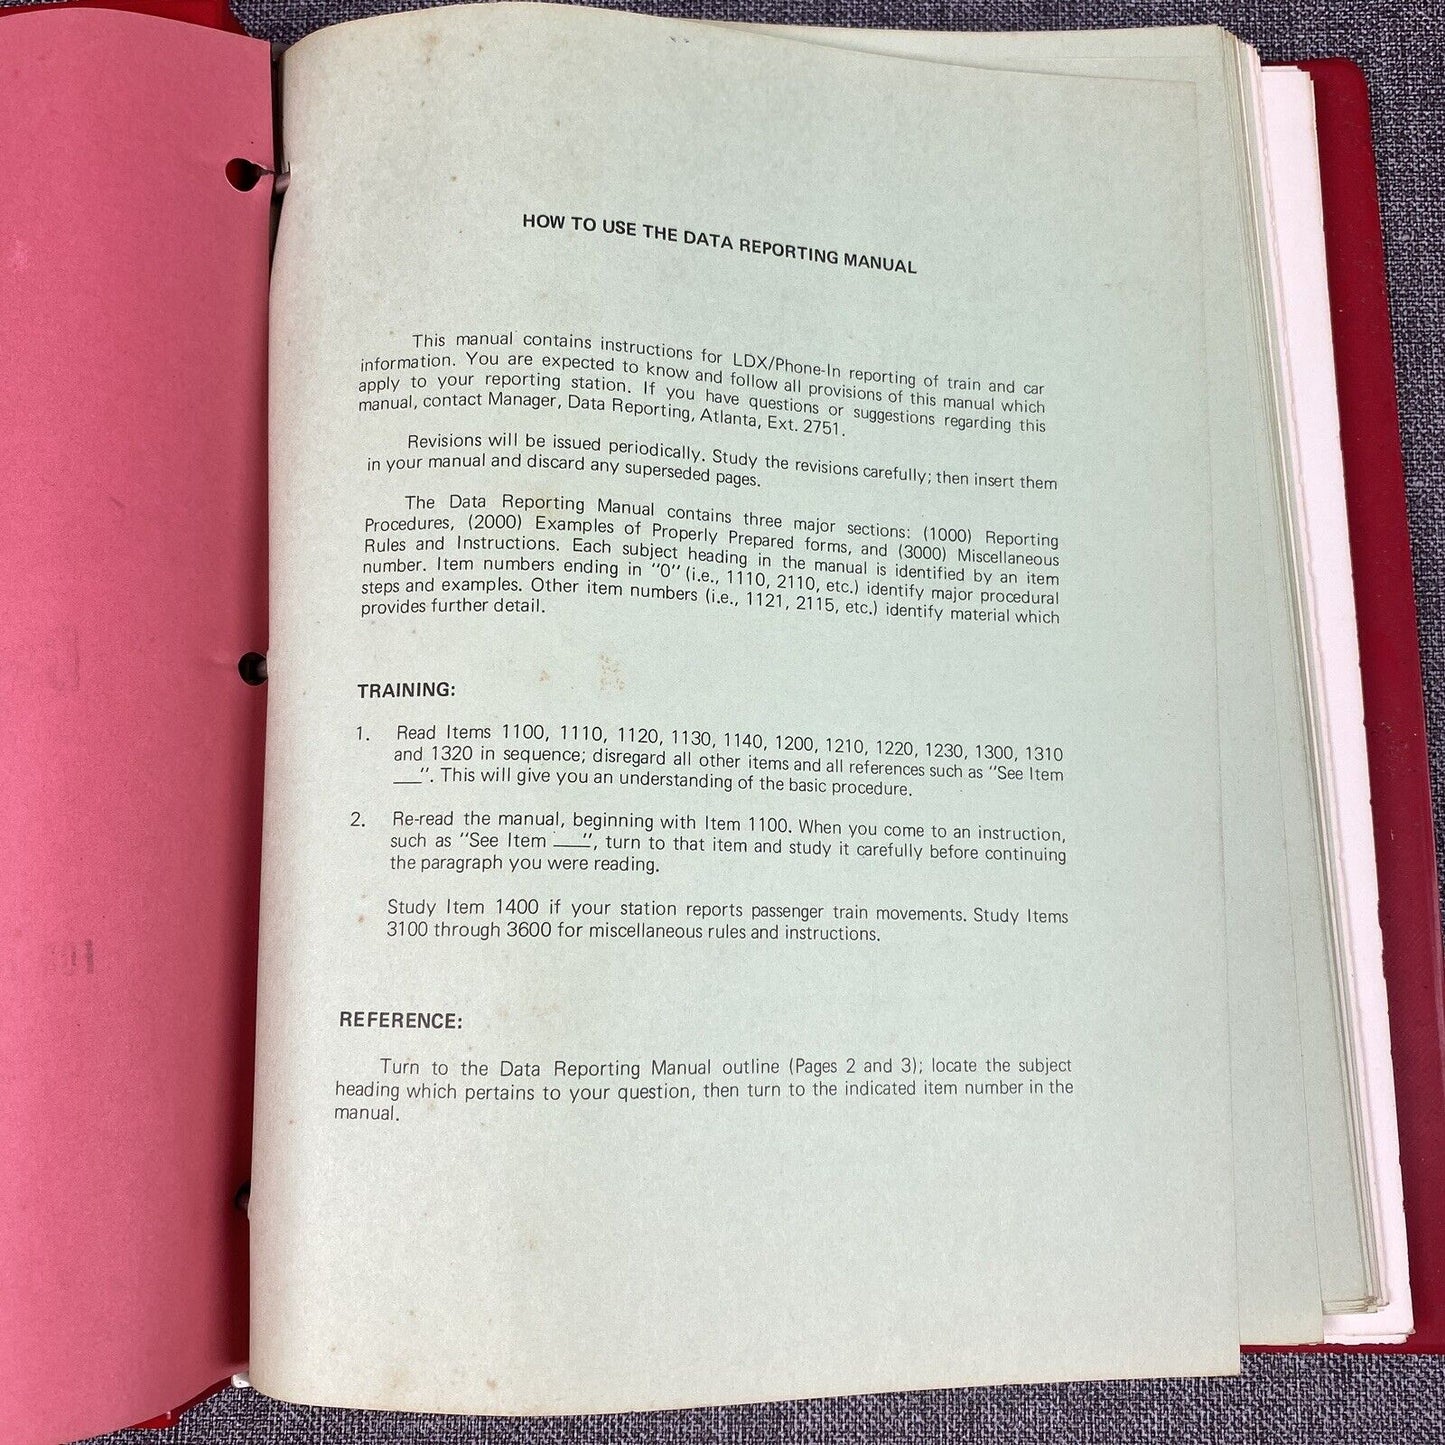 HOW TO USE THE DATA REPORTING MANUAL
This manual contains instructions for LDX/Phone-In reporting of train and car
information. You are expected to know and follow all provisions of this manual which
apply to your reporting station. If you have questions or suggestions regarding this
manual, contact Manager, Data Reporting, Atlanta, Ext. 2751.
Revisions will be issued periodically. Study the revisions carefully; then insert them
in your manual and discard any superseded pages.
The Data Reporting Manual contains three major sections: (1000) Reporting
Procedures, (2000) Examples of Properly Prepared forms, and (3000) Miscellaneous
Rules and Instructions. Each subject heading in the manual is identified by an item
number. Item numbers ending in "0" (i.e., 1110, 2110, etc.) identify major procedural
steps and examples. Other item numbers (i.e., 1121, 2115, etc.) identify material which
provides further detail.
TRAINING:
1. Read Items 1100, 1110, 1120, 1130, 1140, 1200, 1210, 1220, 1230, 1300, 1310
and 1320 in sequence; disregard all other items and all references such as "See Item
___". This will give you an understanding of the basic procedure.
2. Re-read the manual, beginning with Item 1100. When you come to an instruction,
such as "See Item ___", turn to that item and study it carefully before continuing
the paragraph you were reading.
Study Item 1400 if your station reports passenger train movements. Study Items
3100 through 3600 for miscellaneous rules and instructions.
REFERENCE:
Turn to the Data Reporting Manual outline (Pages 2 and 3); locate the subject
heading which pertains to your question, then turn to the indicated item number in the
manual.